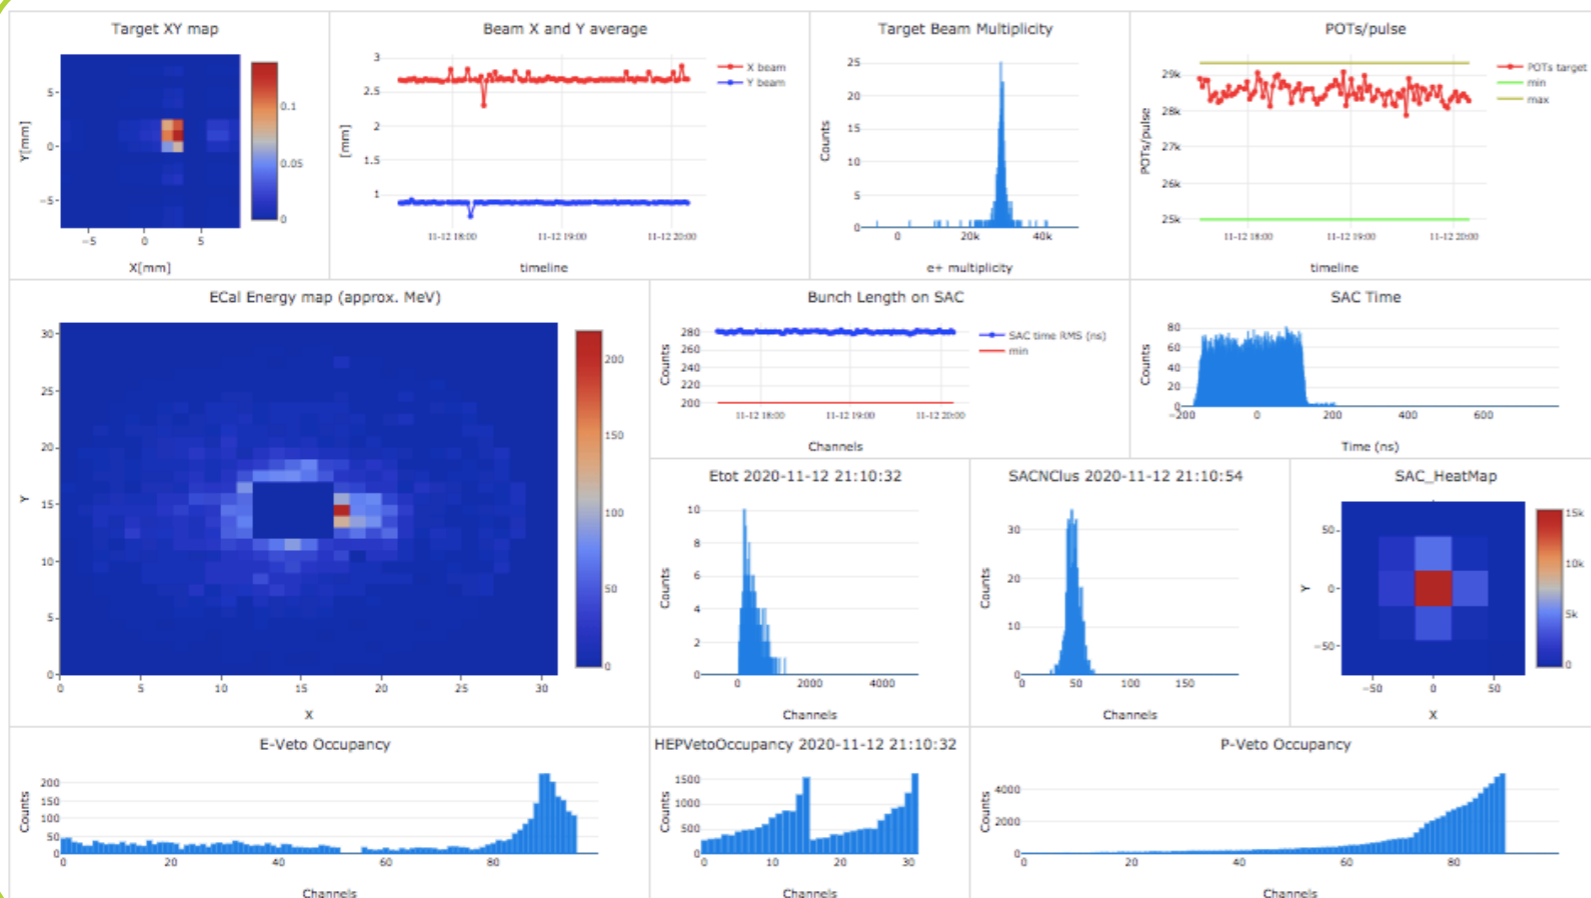 Target XY map
5
0
−5
Y[mm]
−5 0 5
X[mm]
0.1
0.05
0
Beam X and Y average
3
2.5
2
1.5
1
[mm]
11-12 18:00 11-12 19:00 11-12 20:00
timeline
X beam
Y beam
Target Beam Multiplicity
25
20
15
10
5
0
Counts
0 20k 40k
e+ multiplicity
POTs/pulse
29k
28k
27k
26k
25k
POTs/pulse
11-12 18:00 11-12 19:00 11-12 20:00
timeline
POTs target
min
max
ECal Energy map (approx. MeV)
30
25
20
15
10
5
0
Y
0 5 10 15 20 25 30
X
200
150
100
50
0
Bunch Length on SAC
280
260
240
220
200
Counts
11-12 18:00 11-12 19:00 11-12 20:00
Channels
SAC time RMS (ns)
min
SAC Time
80
60
40
20
0
Counts
−200 0 200 400 600
Time (ns)
Etot 2020-11-12 21:10:32
10
8
6
4
2
0
Counts
0 2000 4000
Channels
SACNClus 2020-11-12 21:10:54
30
20
10
0
Counts
0 50 100 150
Channels
SAC_HeatMap
50
0
−50
Y
−50 0 50
X
15k
10k
5k
0
E-Veto Occupancy
200
150
100
50
0
Counts
0 20 40 60 80
Channels
HEPVetoOccupancy 2020-11-12 21:10:32
1500
1000
500
0
Counts
0 10 20 30
Channels
P-Veto Occupancy
4000
2000
0
Counts
0 20 40 60 80
Channels